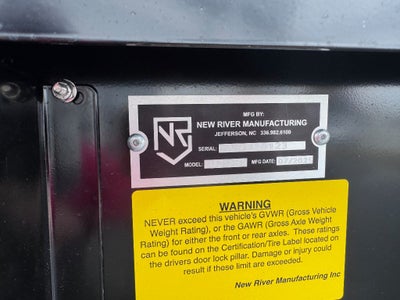 NR
MFG BY:
NEW RIVER MANUFACTURING
JEFFERSON, NC 336.982.6100
SERIAL:
MODEL: MFG DATE:
WARNING
NEVER exceed this vehicle's GVWR (Gross Vehicle
Weight Rating), or the GAWR (Gross Axle Weight
Rating) for either the front or rear axles. These ratings
can be found on the Certification/Tire Label located on
the drivers door lock pillar. Damage or injury could
result if these limit are exceeded.
New River Manufacturing Inc